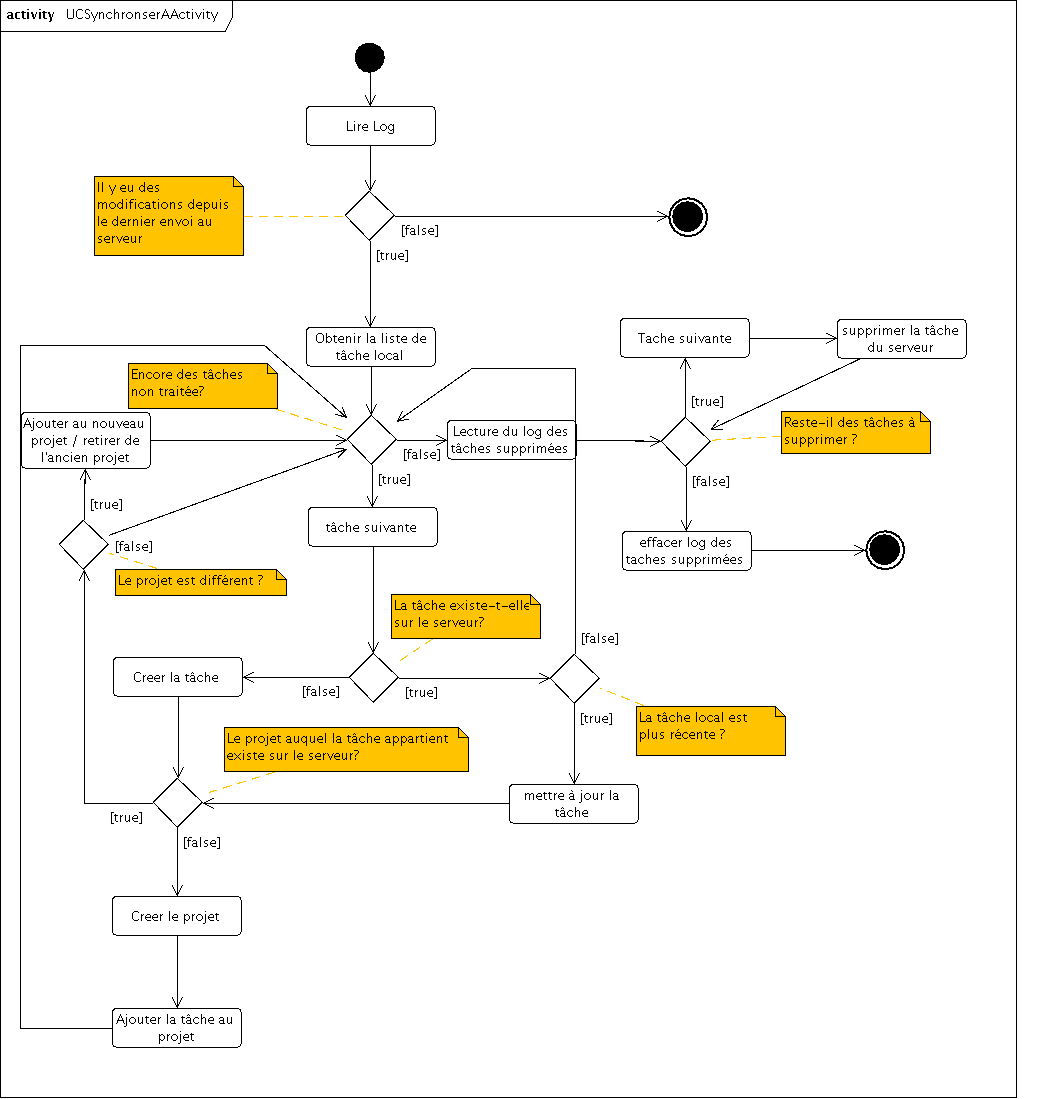 activity UCSynchronserAActivity
Lire Log
Il y eu des
modifications depuis
le dernier envoi au
serveur
[false]
[true]
Obtenir la liste de
tâche local
Tache suivante
supprimer la tâche
du serveur
Encore des tâches
non traitée?
[true]
Ajouter au nouveau
projet / retirer de
l'ancien projet
Lecture du log des
tâches supprimées
Reste-il des tâches à
supprimer ?
[false]
[true]
[false]
[true]
tâche suivante
[false]
effacer log des
taches supprimées
Le projet est différent ?
La tâche existe-t-elle
sur le serveur?
[false]
Creer la tâche
[false]
[true]
[true]
La tâche local est
plus récente ?
Le projet auquel la tâche appartient
existe sur le serveur?
mettre à jour la
tâche
[true]
[false]
Creer le projet
Ajouter la tâche au
projet